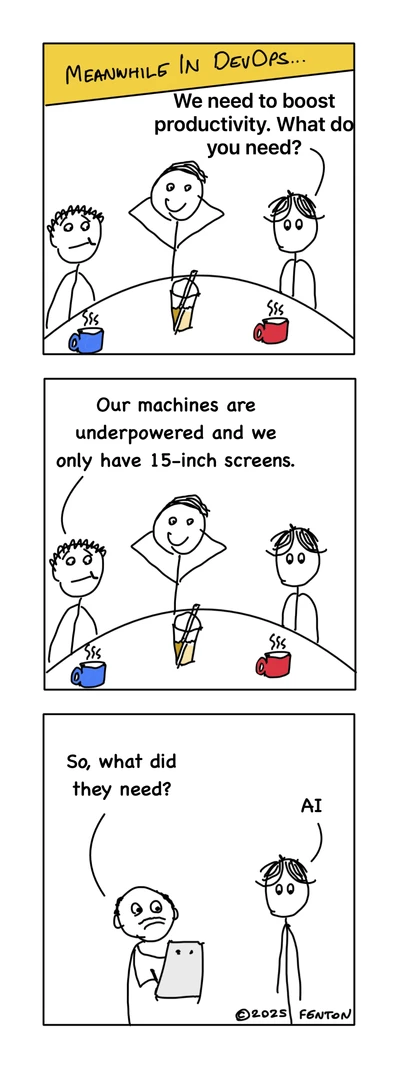 MEANWHILE IN DEVOPS...
We need to boost
productivity. What do
you need?
Our machines are
underpowered and we
only have 15-inch screens.
So, what did
they need?
AI
©2025 FENTON